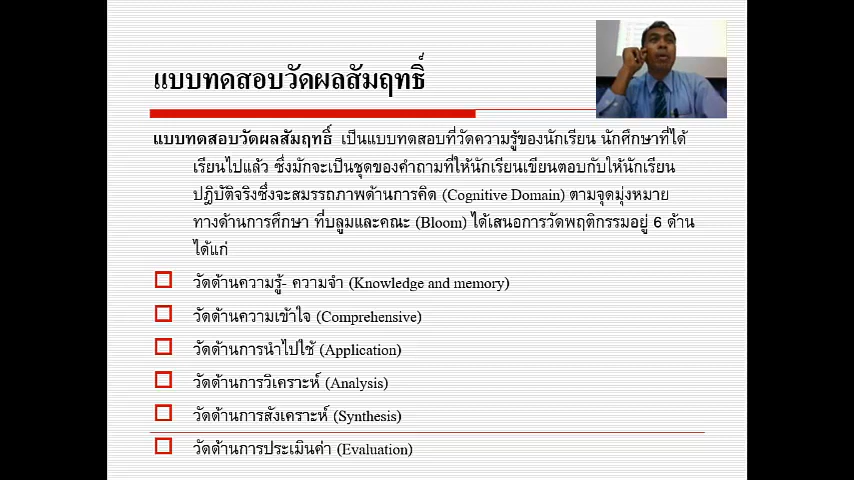 แบบทดสอบวัดผลสัมฤทธิ์
แบบทดสอบวัดผลสัมฤทธิ์ เป็นแบบทดสอบที่วัดความรู้ของนักเรียน นักศึกษาที่ได้
เรียนไปแล้ว ซึ่งมักจะเป็นชุดของคำถามที่ให้นักเรียนเขียนตอบกับให้นักเรียน
ปฎิบัติจริงซึ่งจะสมรรถภาพด้านการคิด (Cognitive Domain) ตามจุดมุ่งหมาย
ทางด้านการศึกษา ที่บลูมและคณะ (Bloom) ได้เสนอการวัดพฤติกรรมอยู่ 6 ด้าน
ได้แก่
วัดด้านความรู้- ความจำ (Knowledge and memory)
วัดด้านความเข้าใจ (Comprehensive)
วัดด้านการนำไปใช้ (Application)
วัดด้านการวิเคราะห์ (Analysis)
วัดด้านการสังเคราะห์ (Synthesis)
วัดด้านการประเมินค่า (Evaluation)